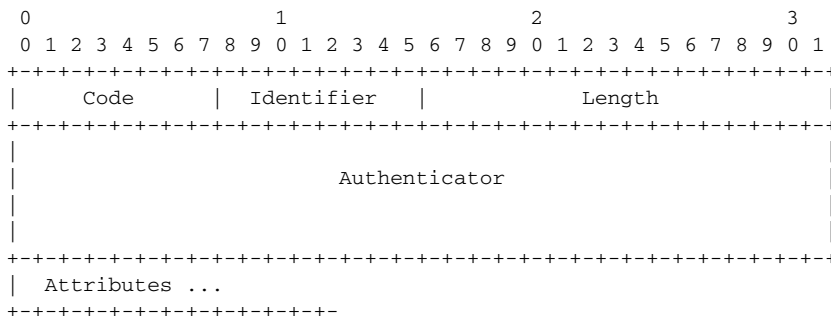 0                   1                   2                   3
 0 1 2 3 4 5 6 7 8 9 0 1 2 3 4 5 6 7 8 9 0 1 2 3 4 5 6 7 8 9 0 1
+-+-+-+-+-+-+-+-+-+-+-+-+-+-+-+-+-+-+-+-+-+-+-+-+-+-+-+-+-+-+-+-+
|     Code      |  Identifier   |            Length             |
+-+-+-+-+-+-+-+-+-+-+-+-+-+-+-+-+-+-+-+-+-+-+-+-+-+-+-+-+-+-+-+-+
|                                                               |
|                         Authenticator                         |
|                                                               |
|                                                               |
+-+-+-+-+-+-+-+-+-+-+-+-+-+-+-+-+-+-+-+-+-+-+-+-+-+-+-+-+-+-+-+-+
|  Attributes ...
+-+-+-+-+-+-+-+-+-+-+-+-+-